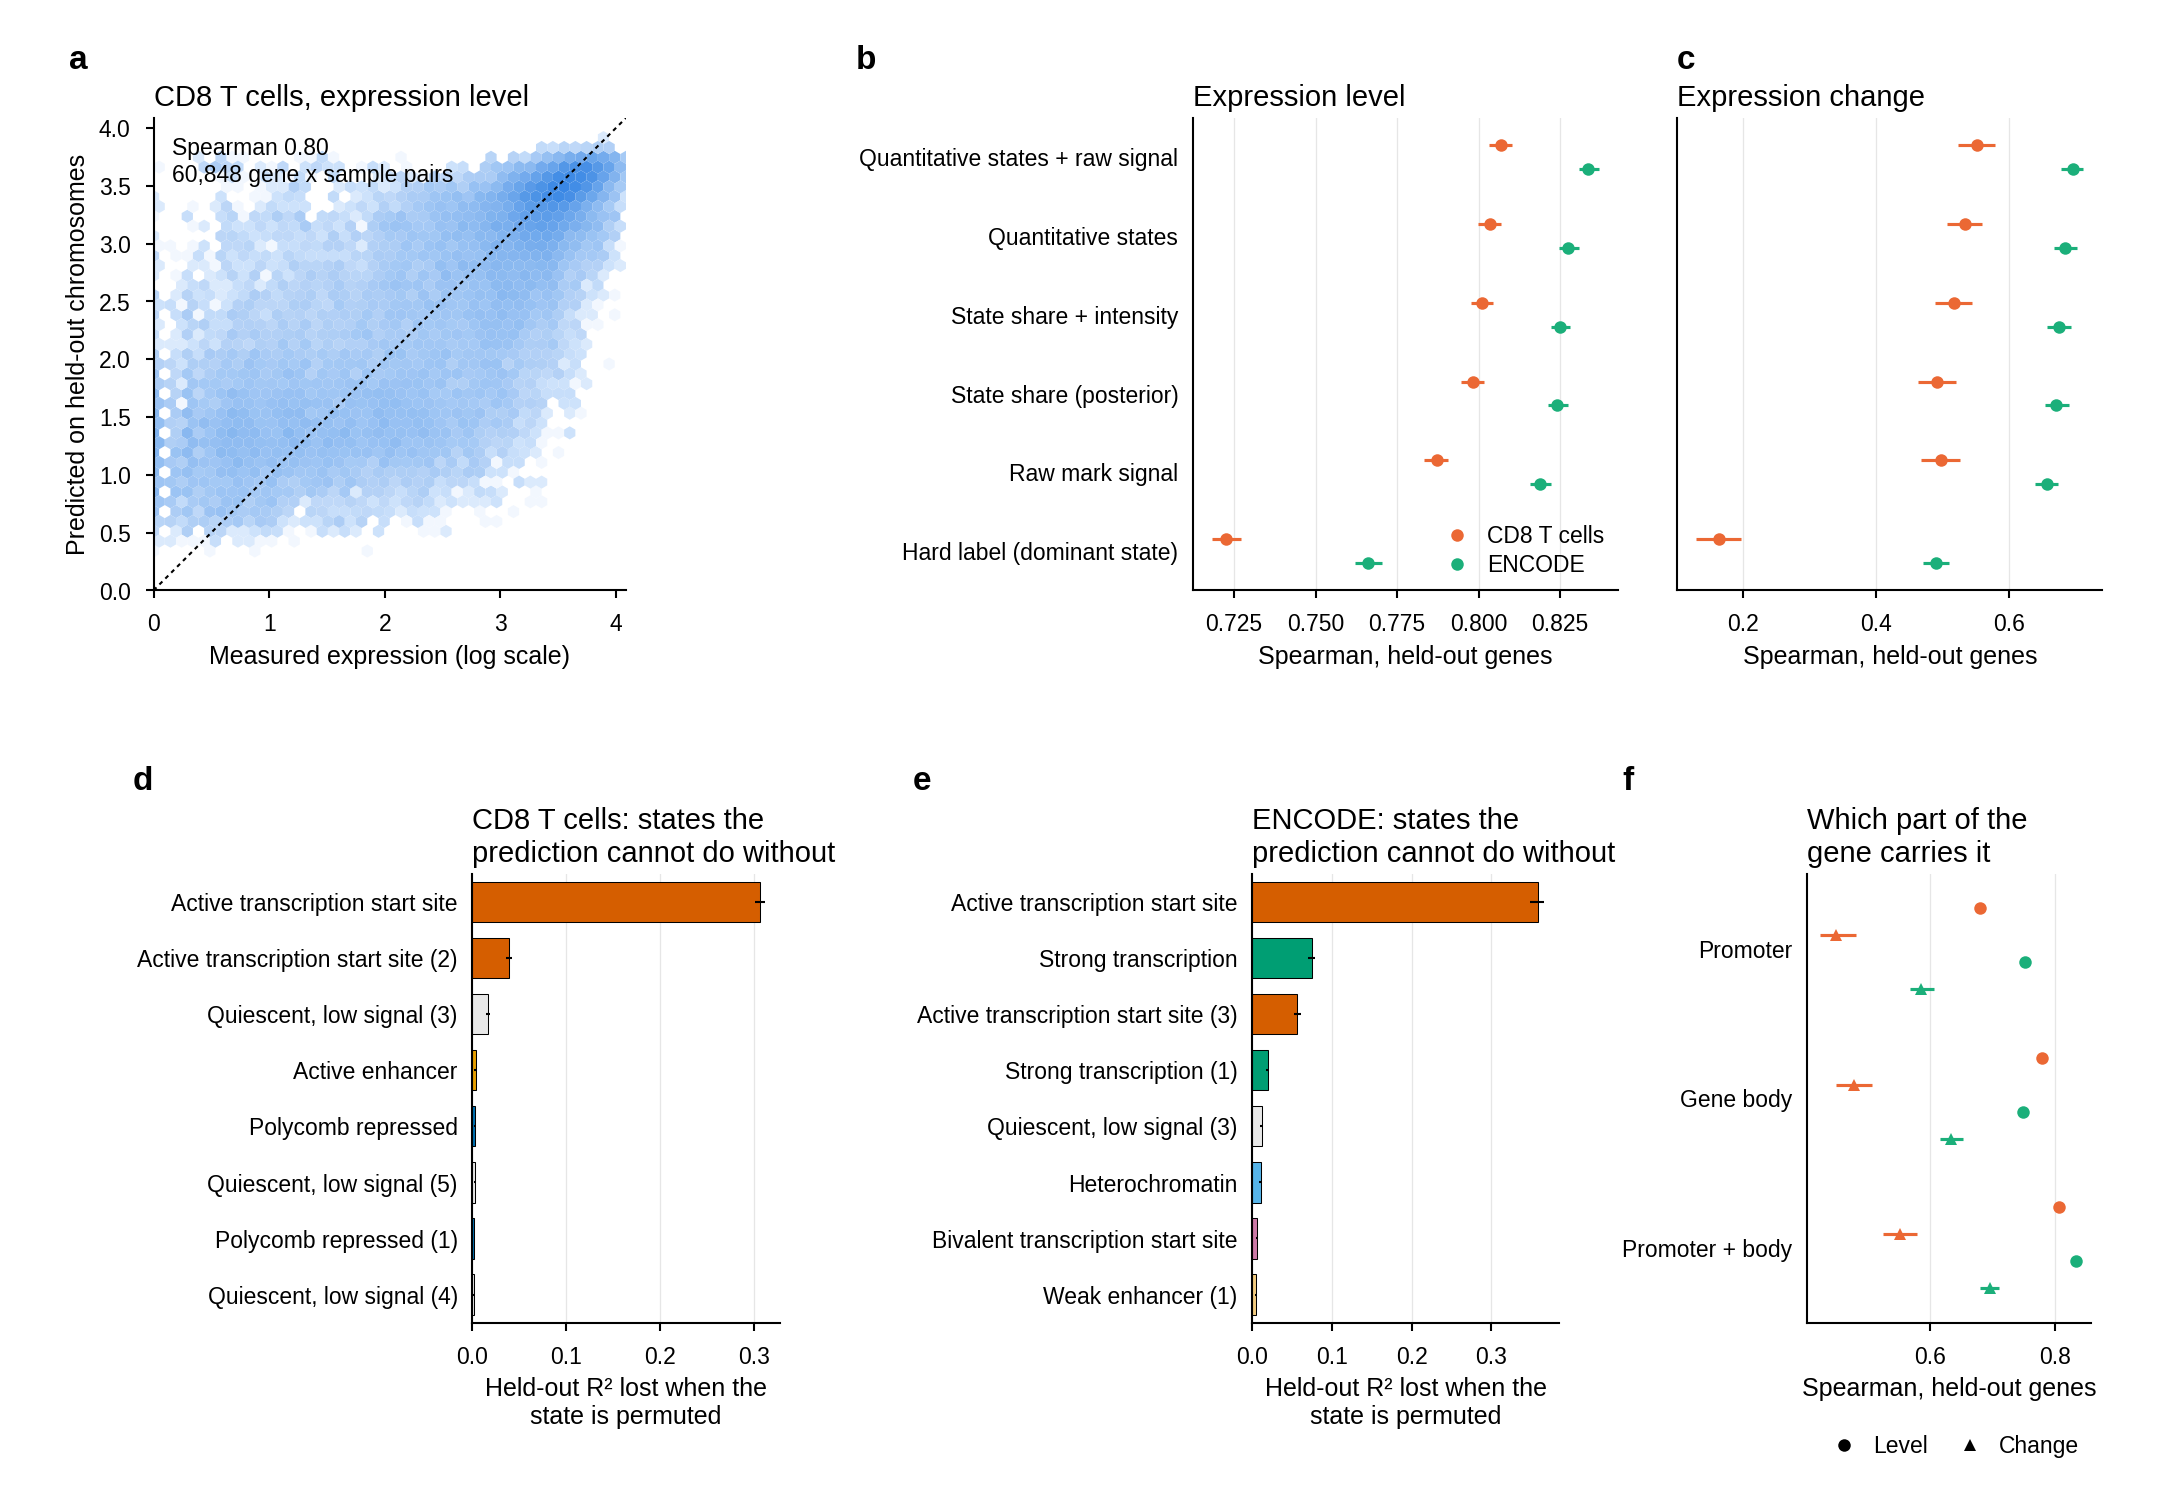 a
CD8 T cells, expression level
Spearman 0.80
60,848 gene x sample pairs
Predicted on held-out chromosomes
4.0
3.5
3.0
2.5
2.0
1.5
1.0
0.5
0.0
0 1 2 3 4
Measured expression (log scale)
b
Expression level
Quantitative states + raw signal
Quantitative states
State share + intensity
State share (posterior)
Raw mark signal
Hard label (dominant state)
CD8 T cells
ENCODE
0.725 0.750 0.775 0.800 0.825
Spearman, held-out genes
c
Expression change
0.2 0.4 0.6
Spearman, held-out genes
d
CD8 T cells: states the
prediction cannot do without
Active transcription start site
Active transcription start site (2)
Quiescent, low signal (3)
Active enhancer
Polycomb repressed
Quiescent, low signal (5)
Polycomb repressed (1)
Quiescent, low signal (4)
0.0 0.1 0.2 0.3
Held-out R² lost when the
state is permuted
e
ENCODE: states the
prediction cannot do without
Active transcription start site
Strong transcription
Active transcription start site (3)
Strong transcription (1)
Quiescent, low signal (3)
Heterochromatin
Bivalent transcription start site
Weak enhancer (1)
0.0 0.1 0.2 0.3
Held-out R² lost when the
state is permuted
f
Which part of the
gene carries it
Promoter
Gene body
Promoter + body
0.6 0.8
Spearman, held-out genes
Level Change